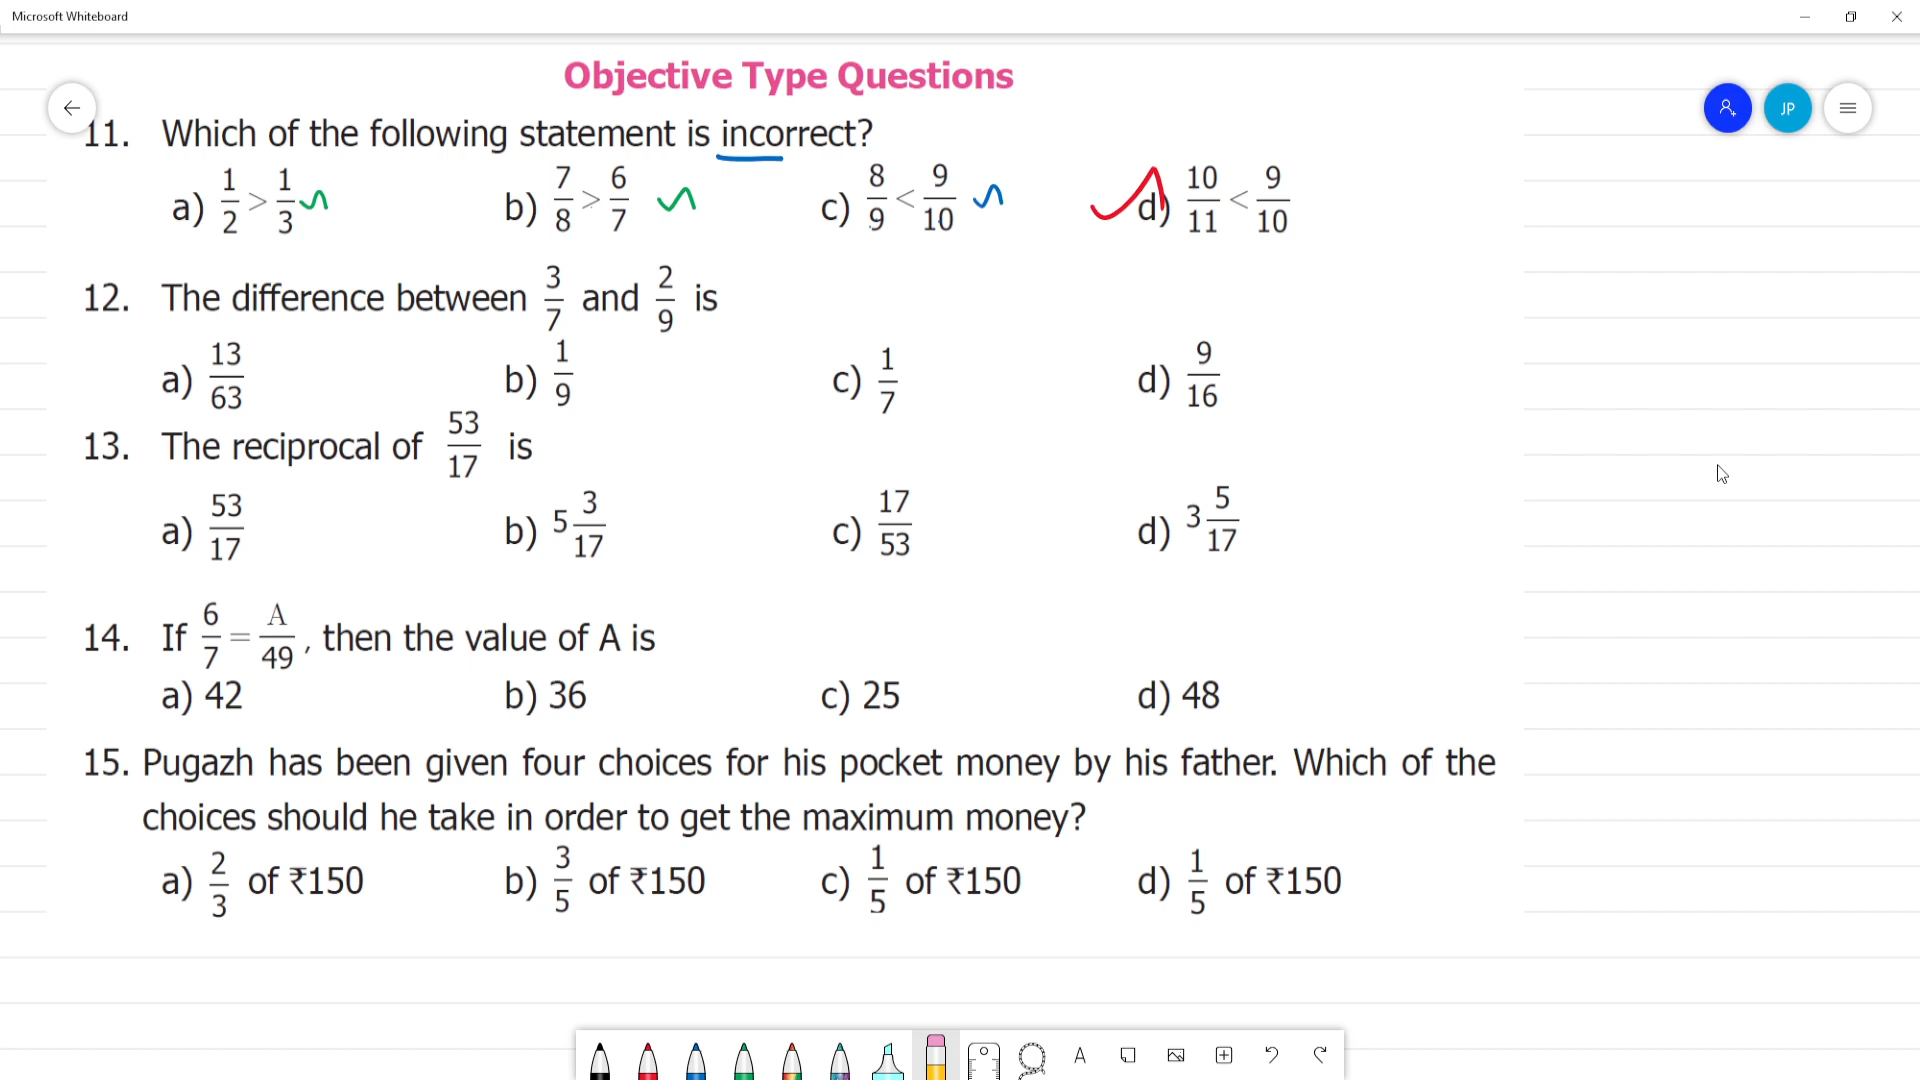 Microsoft Whiteboard
Objective Type Questions
JP
11. Which of the following statement is incorrect?
a) 1/2 > 1/3 b) 7/8 > 6/7 c) 8/9 < 9/10 d) 10/11 < 9/10
12. The difference between 3/7 and 2/9 is
a) 13/63 b) 1/9 c) 1/7 d) 9/16
13. The reciprocal of 53/17 is
a) 53/17 b) 5 3/17 c) 17/53 d) 3 5/17
14. If 6/7 = A/49, then the value of A is
a) 42 b) 36 c) 25 d) 48
15. Pugazh has been given four choices for his pocket money by his father. Which of the
choices should he take in order to get the maximum money?
a) 2/3 of ₹150 b) 3/5 of ₹150 c) 1/5 of ₹150 d) 1/5 of ₹150
A